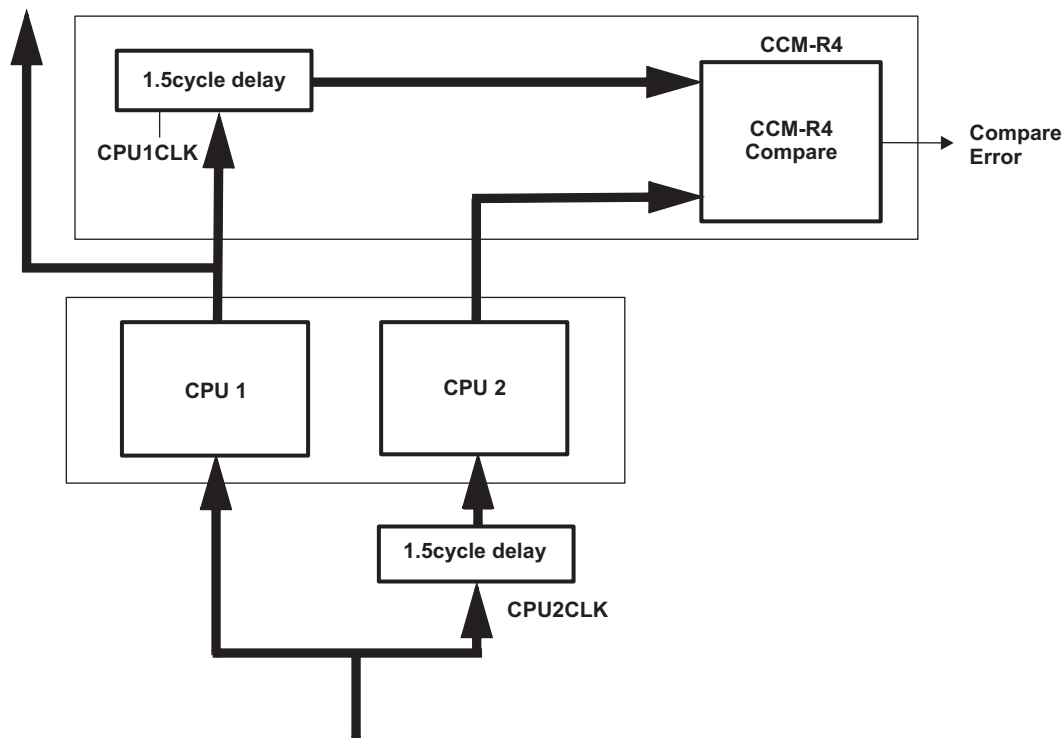 CCM-R4
1.5cycle delay
CPU1CLK
CCM-R4
Compare
Compare
Error
CPU 1
CPU 2
1.5cycle delay
CPU2CLK